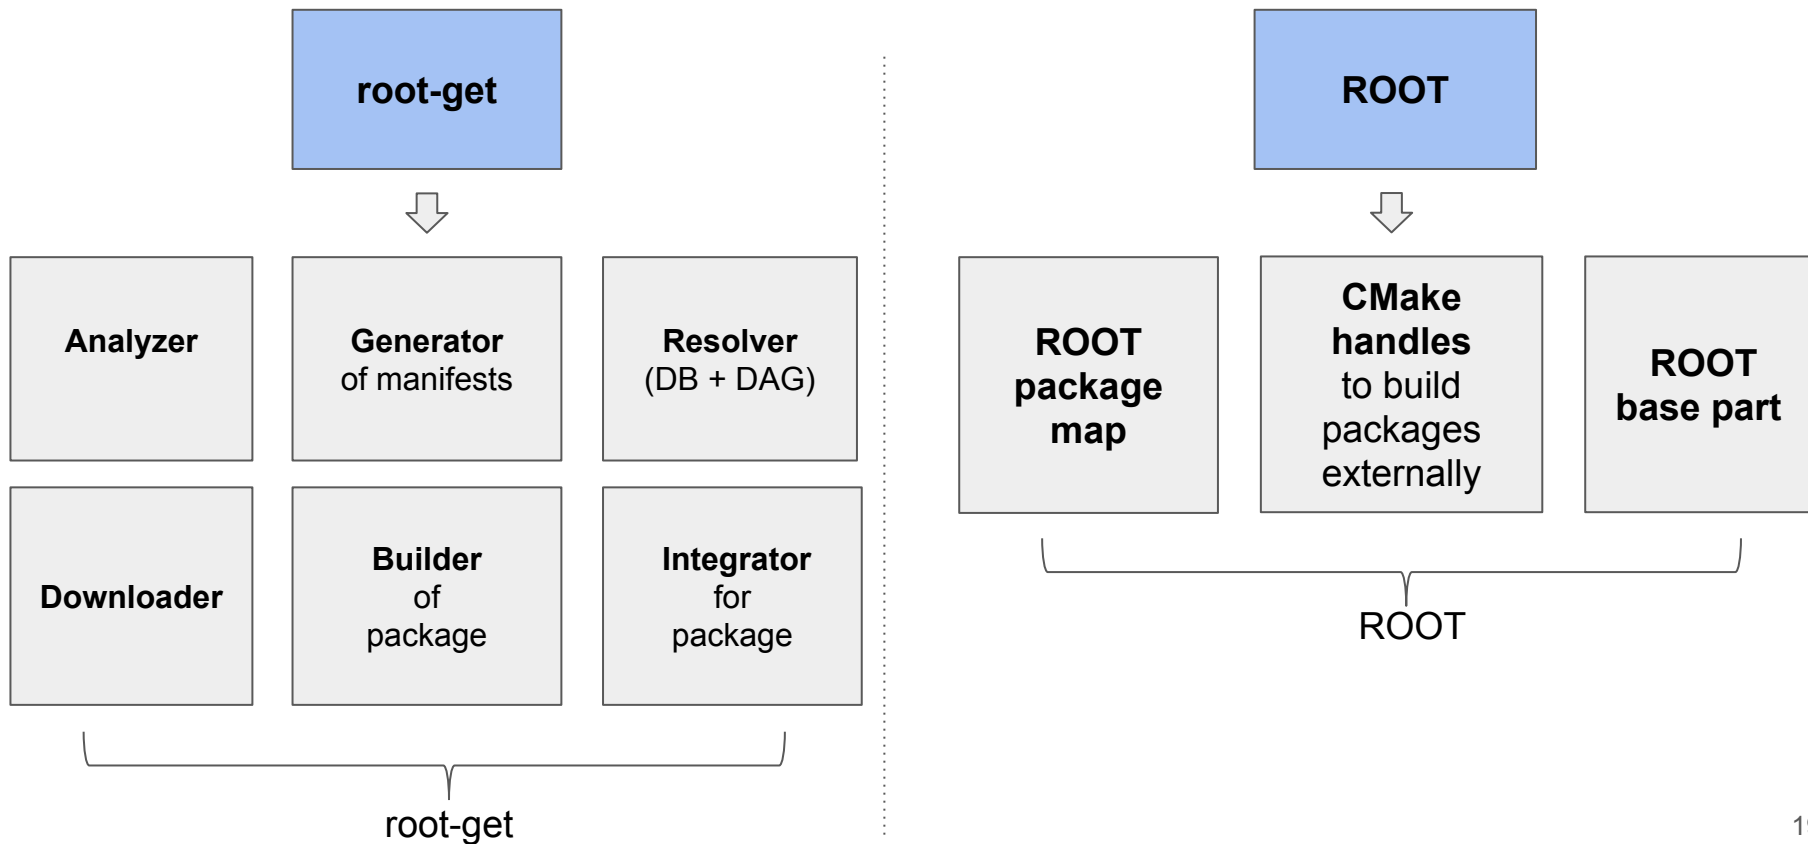 root-get
Analyzer
Generator
of manifests
Resolver
(DB + DAG)
Downloader
Builder
of
package
Integrator
for
package
root-get
ROOT
ROOT
package
map
CMake
handles
to build
packages
externally
ROOT
base part
ROOT